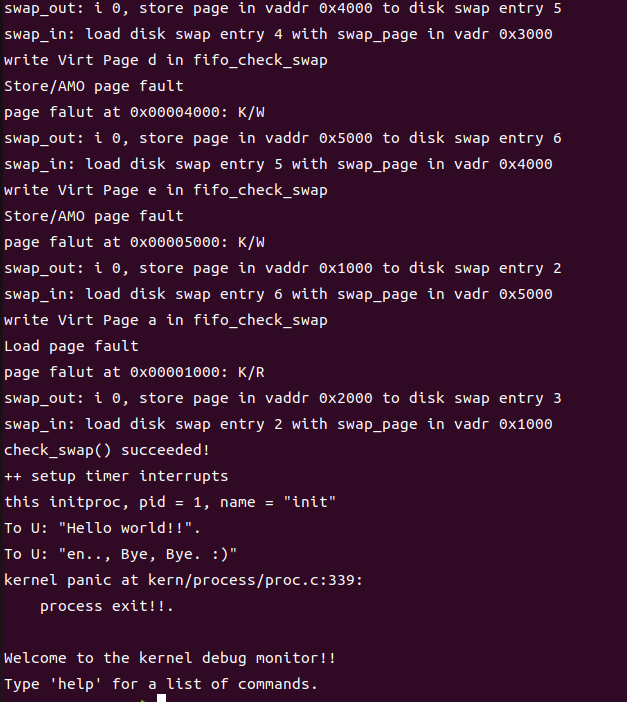 swap_out: i 0, store page in vaddr 0x4000 to disk swap entry 5
swap_in: load disk swap entry 4 with swap_page in vadr 0x3000
write Virt Page d in fifo_check_swap
Store/AMO page fault
page falut at 0x00004000: K/W
swap_out: i 0, store page in vaddr 0x5000 to disk swap entry 6
swap_in: load disk swap entry 5 with swap_page in vadr 0x4000
write Virt Page e in fifo_check_swap
Store/AMO page fault
page falut at 0x00005000: K/W
swap_out: i 0, store page in vaddr 0x1000 to disk swap entry 2
swap_in: load disk swap entry 6 with swap_page in vadr 0x5000
write Virt Page a in fifo_check_swap
Load page fault
page falut at 0x00001000: K/R
swap_out: i 0, store page in vaddr 0x2000 to disk swap entry 3
swap_in: load disk swap entry 2 with swap_page in vadr 0x1000
check_swap() succeeded!
++ setup timer interrupts
this initproc, pid = 1, name = "init"
To U: "Hello world!!".
To U: "en.., Bye, Bye. :)"
kernel panic at kern/process/proc.c:339:
    process exit!!.

Welcome to the kernel debug monitor!!
Type 'help' for a list of commands.